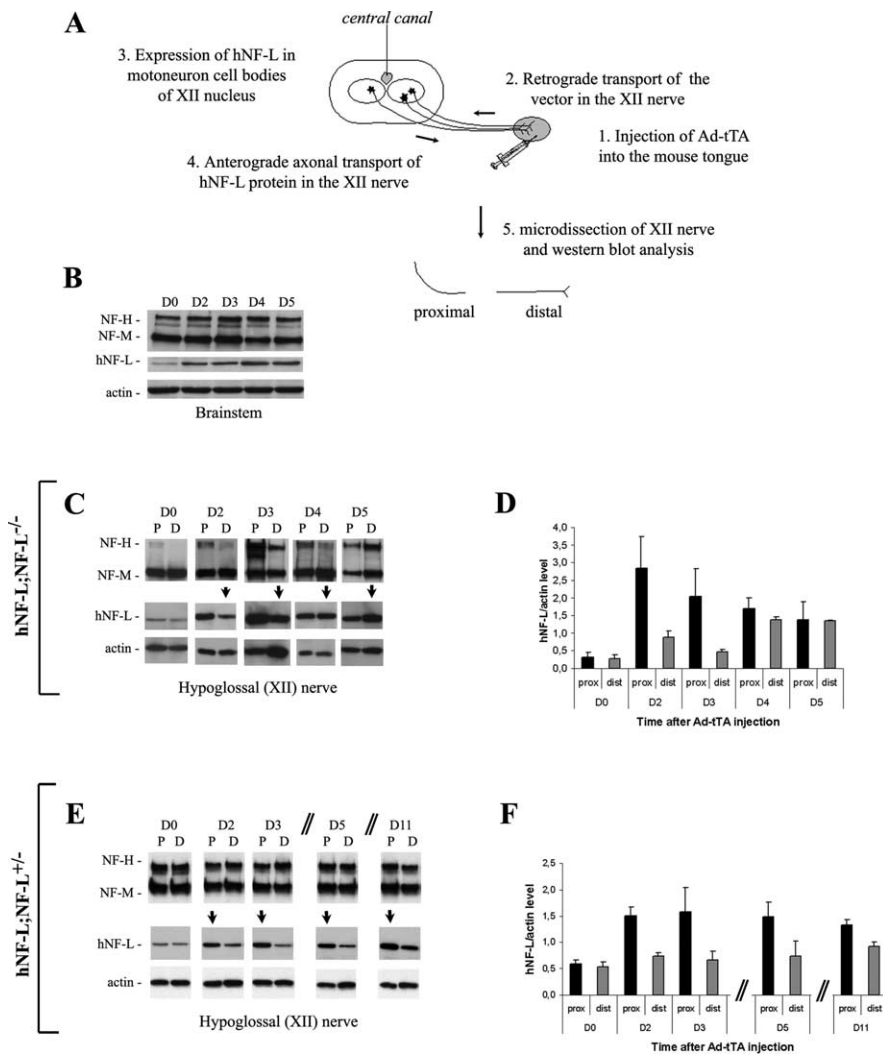 A
central canal
3. Expression of hNF-L in
motoneuron cell bodies
of XII nucleus
2. Retrograde transport of the
vector in the XII nerve
1. Injection of Ad-tTA
into the mouse tongue
4. Anterograde axonal transport of
hNF-L protein in the XII nerve
5. microdissection of XII nerve
and western blot analysis
proximal distal
B
D0 D2 D3 D4 D5
NF-H -
NF-M -
hNF-L -
actin -
Brainstem
hNF-L;NF-L-/-
C
D0 D2 D3 D4 D5
P D P D P D P D P D
NF-H -
NF-M -
hNF-L -
actin -
Hypoglossal (XII) nerve
D
hNF-L/actin level
4,0
3,5
3,0
2,5
2,0
1,5
1,0
0,5
0,0
prox dist prox dist prox dist prox dist prox dist
D0 D2 D3 D4 D5
Time after Ad-tTA injection
hNF-L;NF-L+/-
E
D0 D2 D3 // D5 // D11
P D P D P D P D P D
NF-H -
NF-M -
hNF-L -
actin -
Hypoglossal (XII) nerve
F
hNF-L/actin level
2,5
2,0
1,5
1,0
0,5
0,0
prox dist prox dist prox dist // prox dist // prox dist
D0 D2 D3 D5 D11
Time after Ad-tTA injection